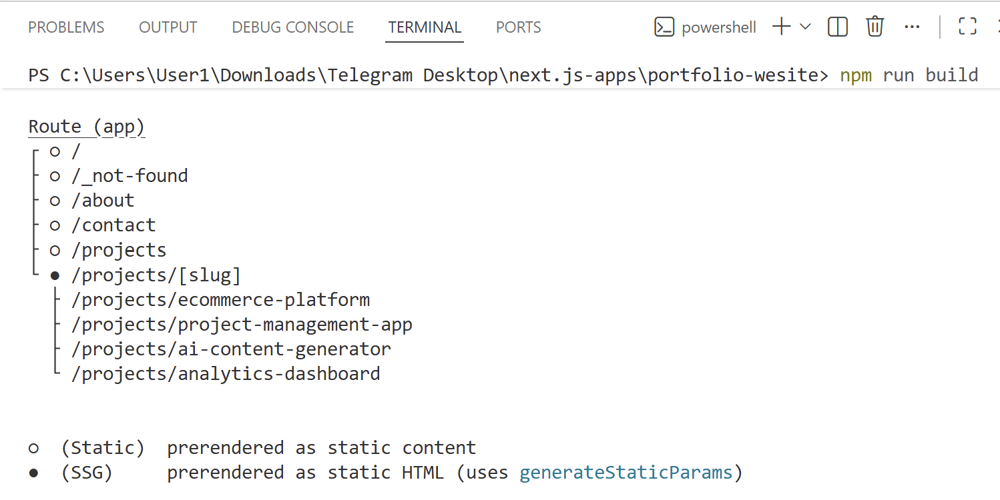 PROBLEMS OUTPUT DEBUG CONSOLE TERMINAL PORTS powershell
PS C:\Users\User1\Downloads\Telegram Desktop\next.js-apps\portfolio-wesite> npm run build
Route (app)
┌ ○ /
├ ○ /_not-found
├ ○ /about
├ ○ /contact
├ ○ /projects
└ ● /projects/[slug]
├ /projects/ecommerce-platform
├ /projects/project-management-app
├ /projects/ai-content-generator
└ /projects/analytics-dashboard
○ (Static) prerendered as static content
● (SSG) prerendered as static HTML (uses generateStaticParams)